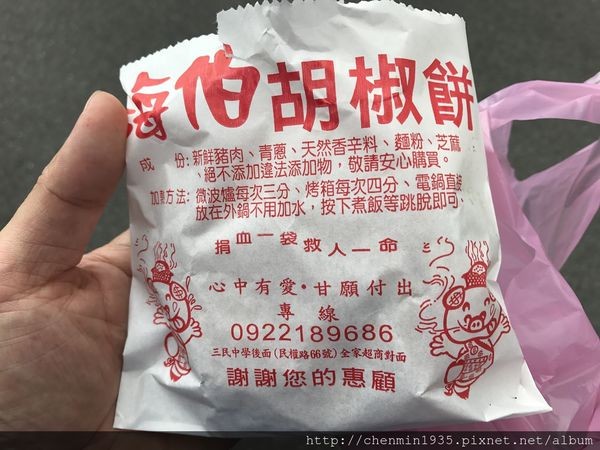 海伯胡椒餅
成 份:新鮮豬肉、青蔥、天然香辛料、麵粉、芝蔴
絕不添加違法添加物,敬請安心購買。
加熱方法:微波爐每次三分、烤箱每次四分、電鍋直接
放在外鍋不用加水,按下煮飯等跳脫即可。
捐血一袋救人一命
心中有愛·甘願付出
專線
0922189686
三民中學後面(民權路66號)全家超商對面
謝謝您的惠顧
http://chenmin1935.pixnet.net/album